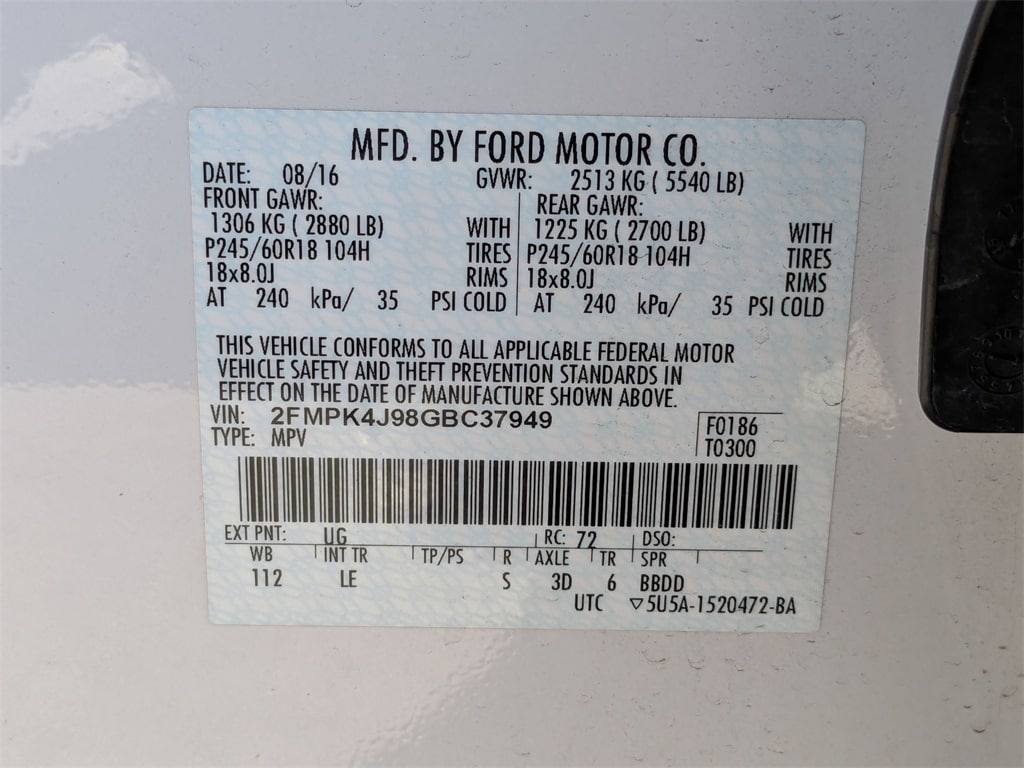 MFD. BY FORD MOTOR CO.
DATE: 08/16 GVWR: 2513 KG ( 5540 LB)
FRONT GAWR: REAR GAWR:
1306 KG ( 2880 LB) WITH 1225 KG ( 2700 LB) WITH
P245/60R18 104H TIRES P245/60R18 104H TIRES
18x8.0J RIMS 18x8.0J RIMS
AT 240 kPa/ 35 PSI COLD AT 240 kPa/ 35 PSI COLD
THIS VEHICLE CONFORMS TO ALL APPLICABLE FEDERAL MOTOR
VEHICLE SAFETY AND THEFT PREVENTION STANDARDS IN
EFFECT ON THE DATE OF MANUFACTURE SHOWN ABOVE.
VIN: 2FMPK4J98GBC37949 F0186
TYPE: MPV T0300
EXT PNT: UG RC: 72 DSO:
WB INT TR TP/PS R AXLE TR SPR
112 LE S 3D 6 BBDD
UTC ▽5U5A-1520472-BA